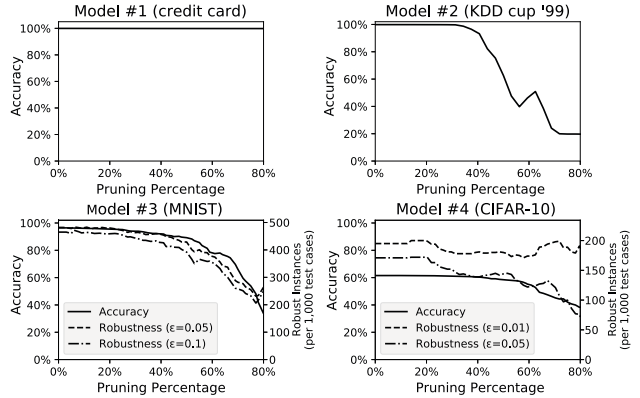 Model #1 (credit card)
Accuracy
100%
80%
60%
40%
20%
0%
0% 20% 40% 60% 80%
Pruning Percentage
Model #2 (KDD cup '99)
Accuracy
100%
80%
60%
40%
20%
0%
0% 20% 40% 60% 80%
Pruning Percentage
Model #3 (MNIST)
Accuracy
100%
80%
60%
40%
20%
0%
Accuracy
Robustness (ε=0.05)
Robustness (ε=0.1)
500
400
300
200
100
0
Robust Instances
(per 1,000 test cases)
0% 20% 40% 60% 80%
Pruning Percentage
Model #4 (CIFAR-10)
Accuracy
100%
80%
60%
40%
20%
0%
Accuracy
Robustness (ε=0.01)
Robustness (ε=0.05)
200
150
100
50
0
Robust Instances
(per 1,000 test cases)
0% 20% 40% 60% 80%
Pruning Percentage